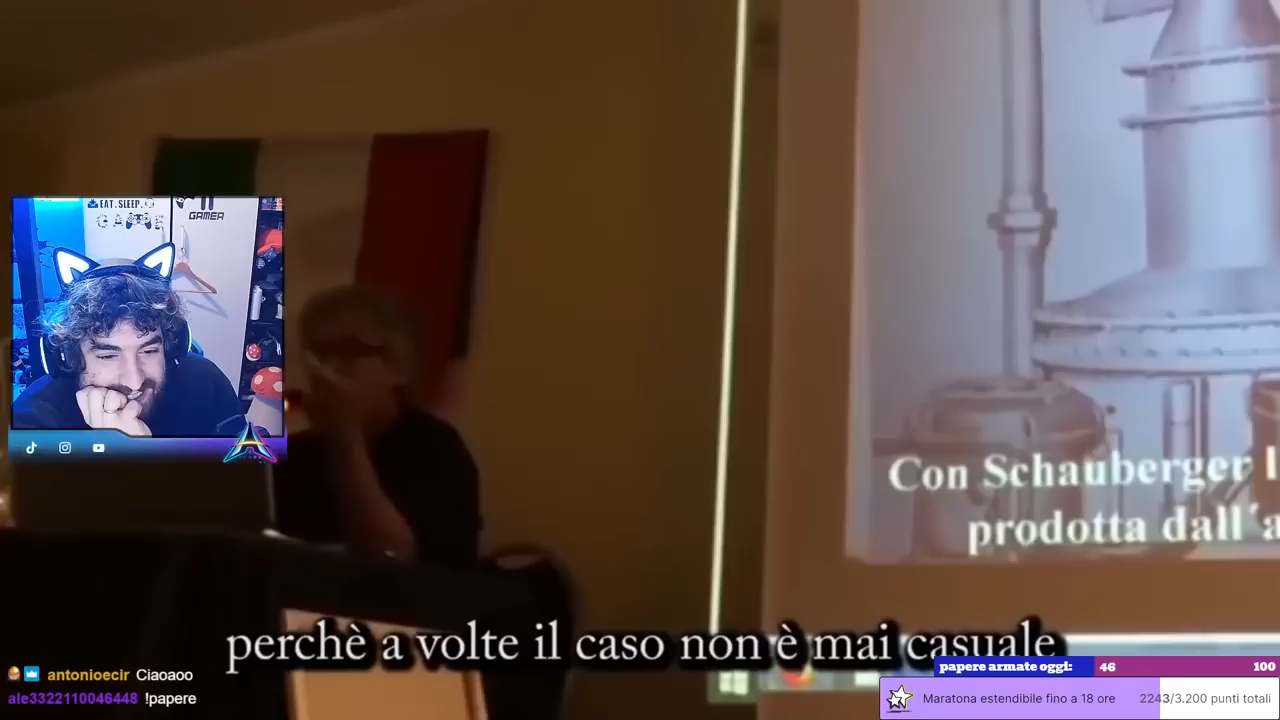 EAT. SLEEP.
GAME
GAMER
Con Schauberger l
prodotta dall´a
perchè a volte il caso non è mai casuale
antonioecir Ciaoaoo
ale3322110046448 !papere
papere armate oggi: 46 100
Maratona estendibile fino a 18 ore 2243/3.200 punti totali